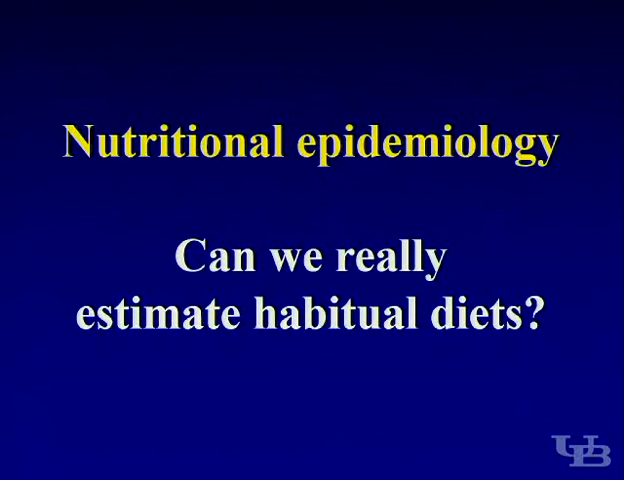 Nutritional epidemiology
Can we really
estimate habitual diets?
UB